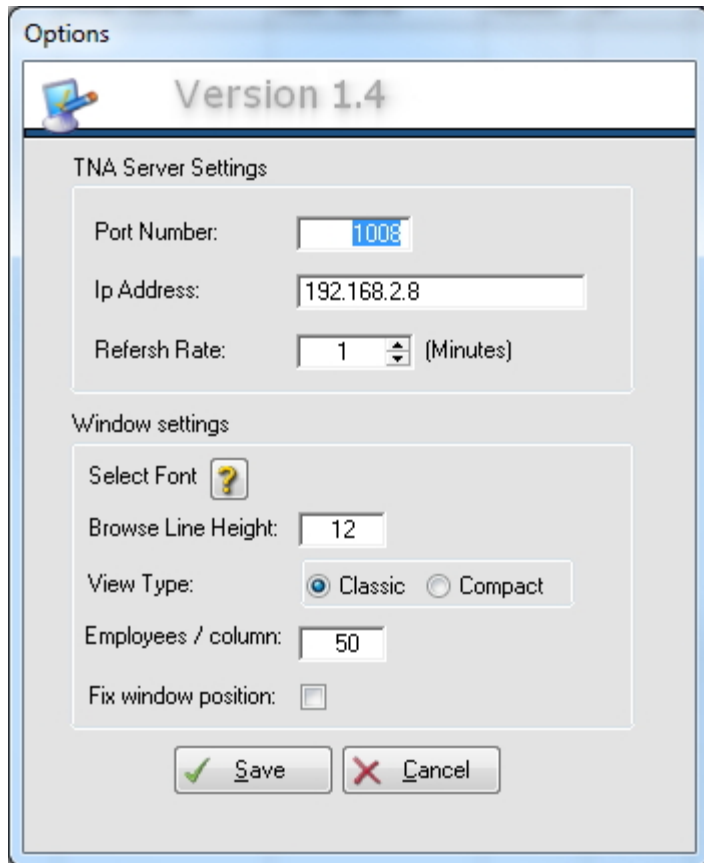 Options
Version 1.4
TNA Server Settings
Port Number: 1008
Ip Address: 192.168.2.8
Refersh Rate: 1 (Minutes)
Window settings
Select Font ?
Browse Line Height: 12
View Type: Classic Compact
Employees / column: 50
Fix window position:
Save Cancel